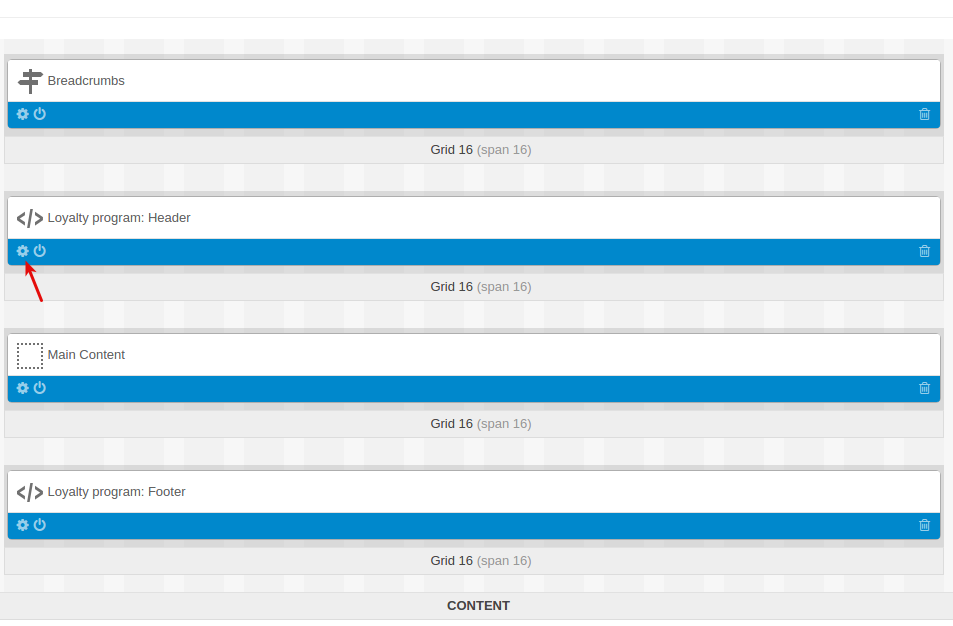 Breadcrumbs
Grid 16 (span 16)
Loyalty program: Header
Grid 16 (span 16)
Main Content
Grid 16 (span 16)
Loyalty program: Footer
Grid 16 (span 16)
CONTENT